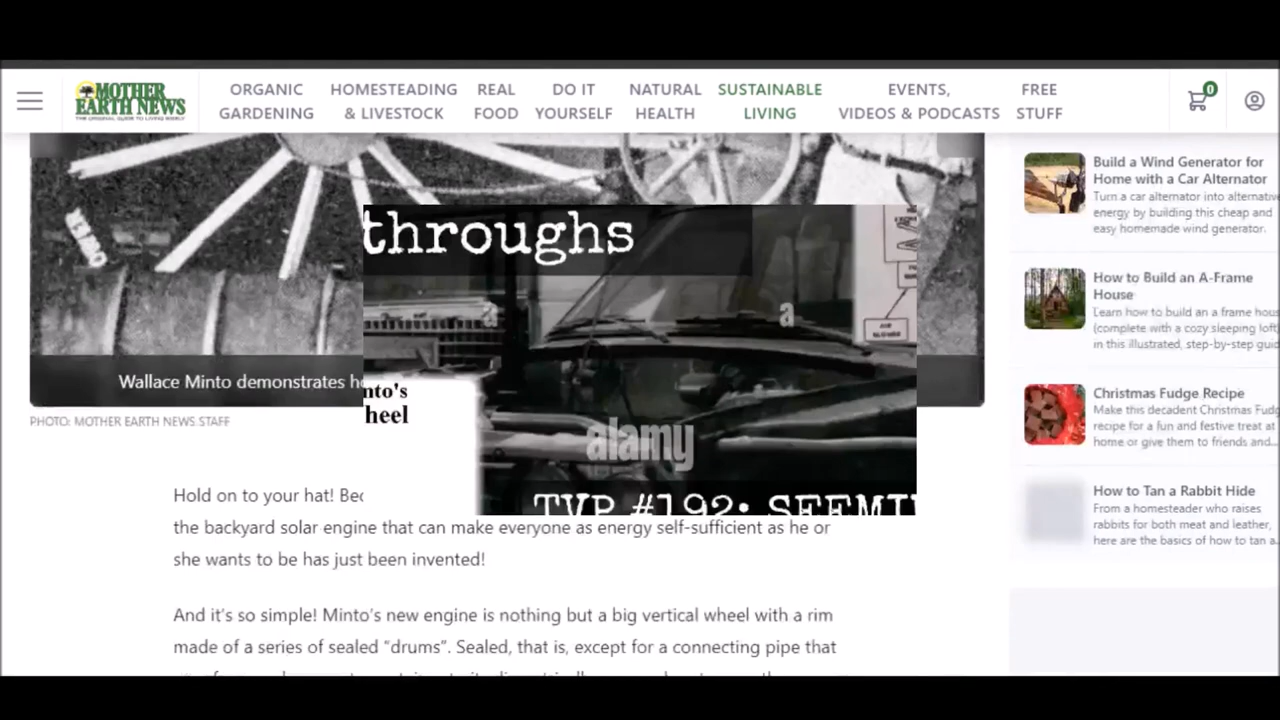 MOTHER
EARTH NEWS
ORGANIC
GARDENING
HOMESTEADING
& LIVESTOCK
REAL
FOOD
DO IT
YOURSELF
NATURAL
HEALTH
SUSTAINABLE
LIVING
EVENTS,
VIDEOS & PODCASTS
FREE
STUFF
0
throughs
a
a
AIR
BLOWER
Wallace Minto demonstrates
nto's
heel
alamy
TVP #192:
PHOTO: MOTHER EARTH NEWS STAFF
Hold on to your hat!
the backyard solar engine that can make everyone as energy self-sufficient as he or
she wants to be has just been invented!
And it's so simple! Minto's new engine is nothing but a big vertical wheel with a rim
made of a series of sealed "drums". Sealed, that is, except for a connecting pipe that
Build a Wind Generator for
Home with a Car Alternator
Turn a car alternator into alternative
energy by building this cheap and
easy homemade wind generator.
How to Build an A-Frame
House
Learn how to build an a frame hous
(complete with a cozy sleeping loft)
in this illustrated, step-by-step guid
Christmas Fudge Recipe
Make this decadent Christmas Fudg
recipe for a fun and festive treat at
home or give them to friends and...
How to Tan a Rabbit Hide
From a homesteader who raises
rabbits for both meat and leather,
here are the basics of how to tan a...